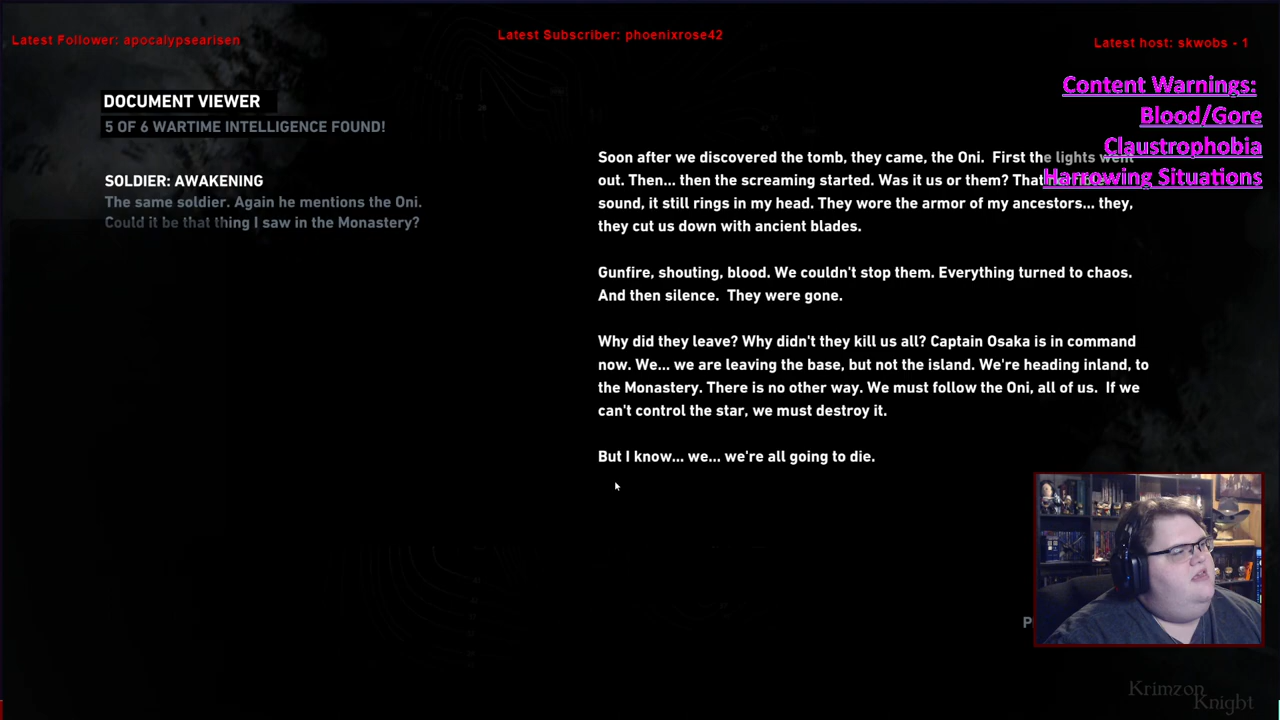 Latest Follower: apocalypsearisen
Latest Subscriber: phoenixrose42
Latest host: skwobs - 1
Content Warnings:
Blood/Gore
Claustrophobia
Harrowing Situations
DOCUMENT VIEWER
5 OF 6 WARTIME INTELLIGENCE FOUND!
SOLDIER: AWAKENING
The same soldier. Again he mentions the Oni.
Could it be that thing I saw in the Monastery?
Soon after we discovered the tomb, they came, the Oni. First the lights went
out. Then... then the screaming started. Was it us or them? That
sound, it still rings in my head. They wore the armor of my ancestors... they,
they cut us down with ancient blades.
Gunfire, shouting, blood. We couldn't stop them. Everything turned to chaos.
And then silence. They were gone.
Why did they leave? Why didn't they kill us all? Captain Osaka is in command
now. We... we are leaving the base, but not the island. We're heading inland, to
the Monastery. There is no other way. We must follow the Oni, all of us. If we
can't control the star, we must destroy it.
But I know... we... we're all going to die.
Krimzon
Knight